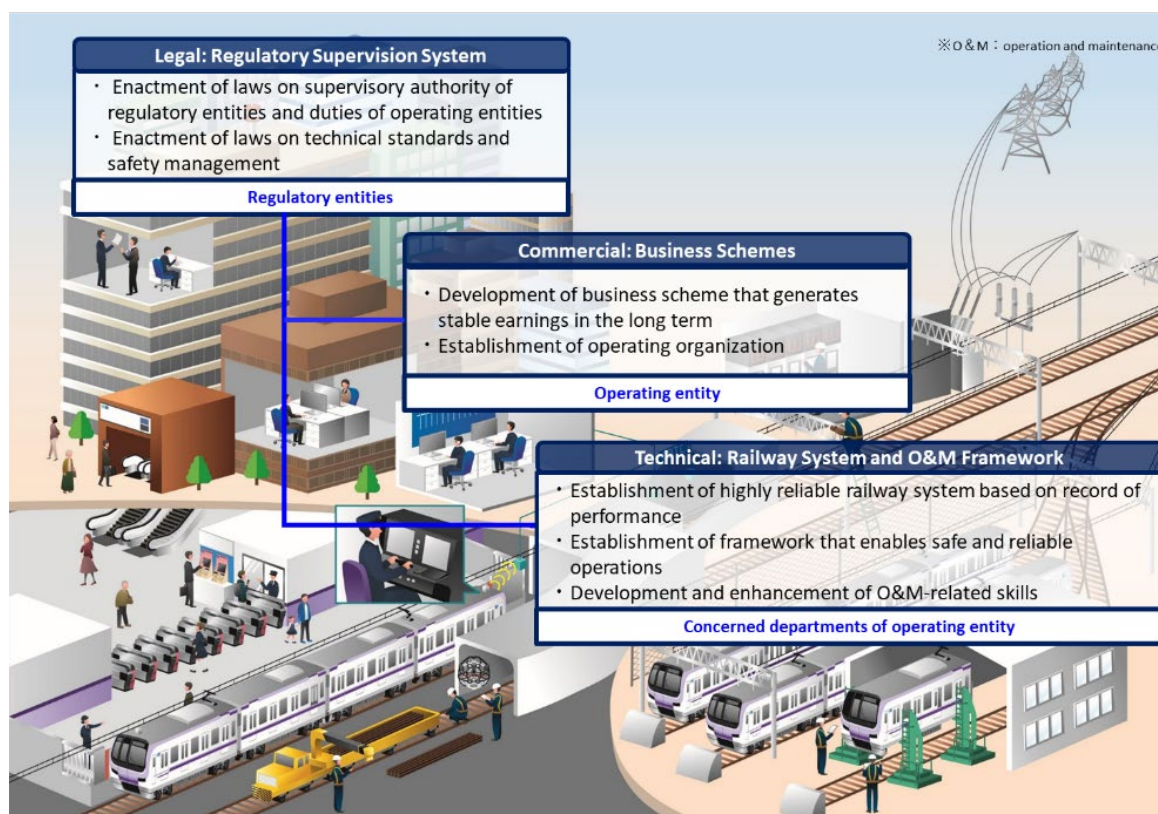 ※O&M：operation and maintenance
Legal: Regulatory Supervision System
・ Enactment of laws on supervisory authority of
regulatory entities and duties of operating entities
・ Enactment of laws on technical standards and
safety management
Regulatory entities
Commercial: Business Schemes
・ Development of business scheme that generates
stable earnings in the long term
・ Establishment of operating organization
Operating entity
Technical: Railway System and O&M Framework
・ Establishment of highly reliable railway system based on record of
performance
・ Establishment of framework that enables safe and reliable
operations
・ Development and enhancement of O&M-related skills
Concerned departments of operating entity